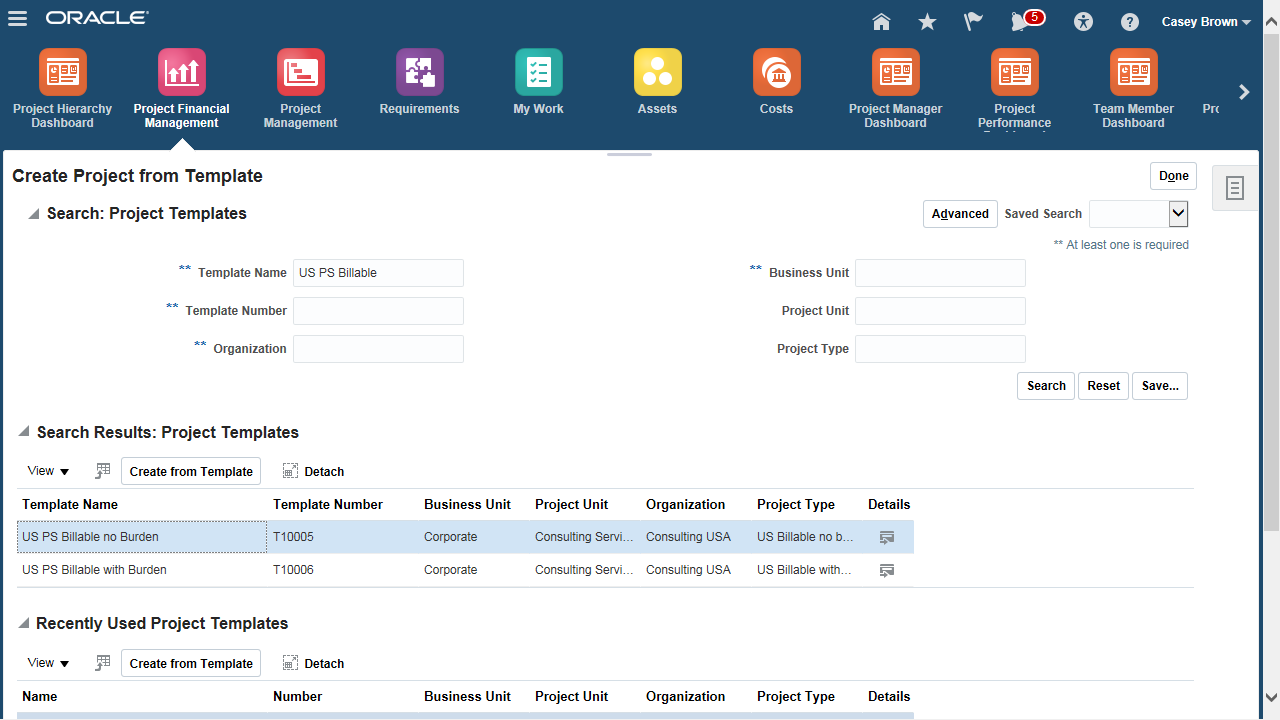 ORACLE
5
Casey Brown
Project Hierarchy
Dashboard
Project Financial
Management
Project
Management
Requirements
My Work
Assets
Costs
Project Manager
Dashboard
Project
Performance
Team Member
Dashboard
Create Project from Template
Done
Search: Project Templates
Advanced Saved Search
** At least one is required
** Template Name US PS Billable
** Business Unit
** Template Number
Project Unit
** Organization
Project Type
Search Reset Save...
Search Results: Project Templates
View Create from Template Detach
Template Name Template Number Business Unit Project Unit Organization Project Type Details
US PS Billable no Burden T10005 Corporate Consulting Servi... Consulting USA US Billable no b...
US PS Billable with Burden T10006 Corporate Consulting Servi... Consulting USA US Billable with...
Recently Used Project Templates
View Create from Template Detach
Name Number Business Unit Project Unit Organization Project Type Details